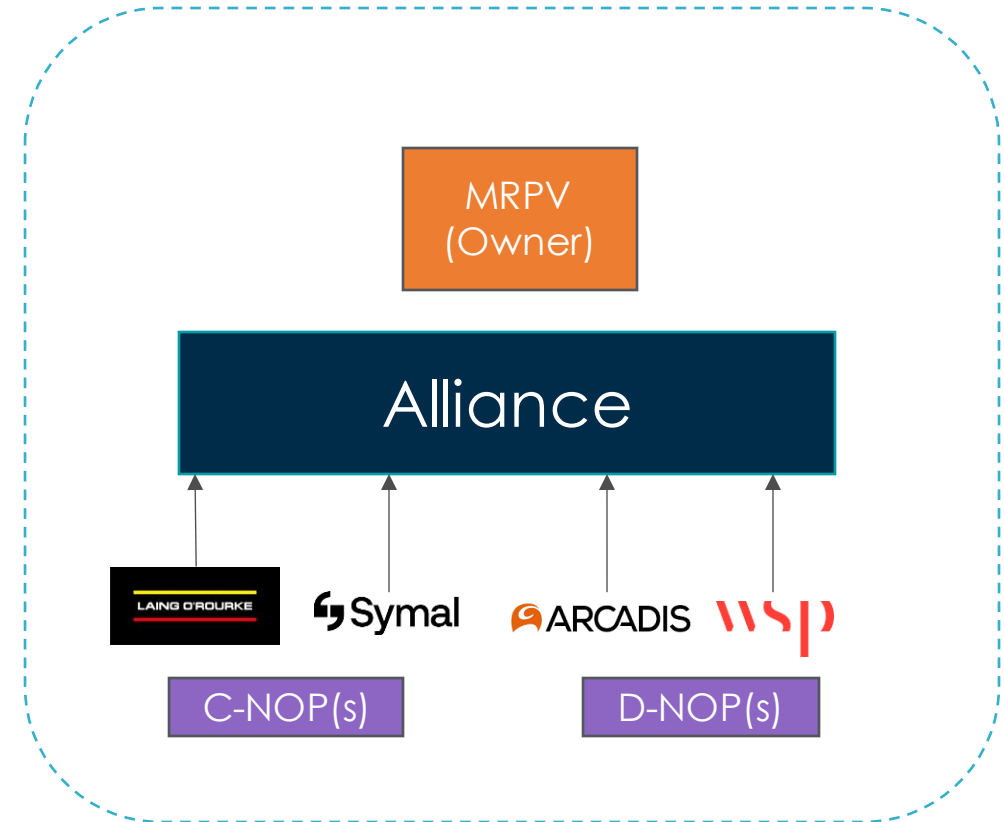 MRPV
(Owner)
Alliance
LAING O'ROURKE
Symal
ARCADIS
wsp
C-NOP(s)
D-NOP(s)